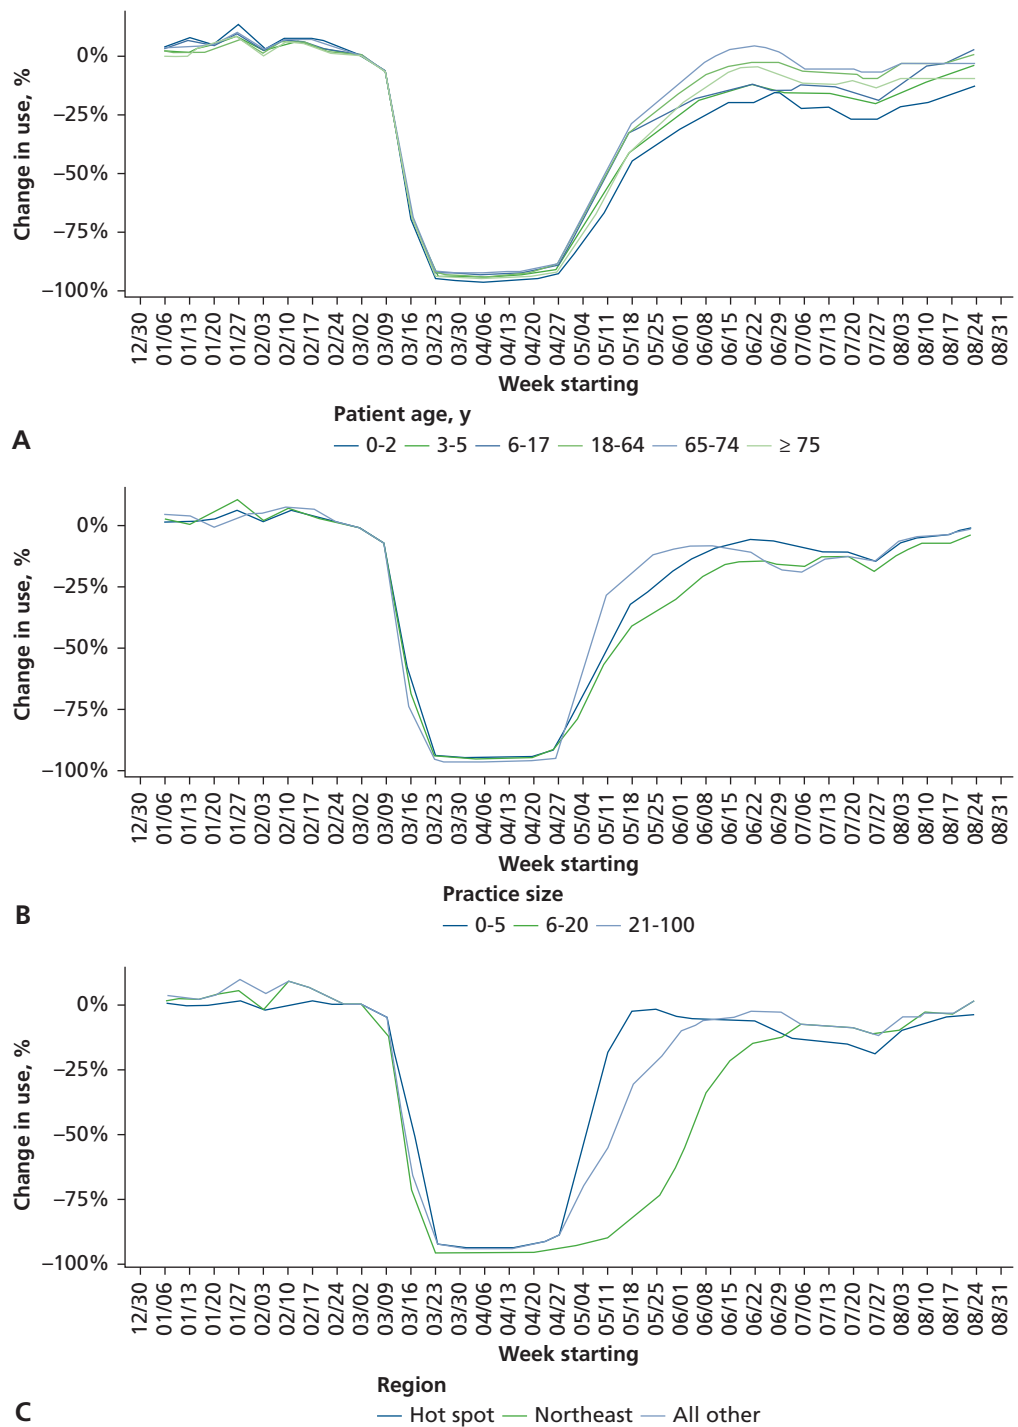 0%
−25%
−50%
−75%
−100%
Change in use, %
12/30 01/06 01/13 01/20 01/27 02/03 02/10 02/17 02/24 03/02 03/09 03/16 03/23 03/30 04/06 04/13 04/20 04/27 05/04 05/11 05/18 05/25 06/01 06/08 06/15 06/22 06/29 07/06 07/13 07/20 07/27 08/03 08/10 08/17 08/24 08/31
Week starting
Patient age, y
A
0-2 3-5 6-17 18-64 65-74 ≥ 75
0%
−25%
−50%
−75%
−100%
Change in use, %
12/30 01/06 01/13 01/20 01/27 02/03 02/10 02/17 02/24 03/02 03/09 03/16 03/23 03/30 04/06 04/13 04/20 04/27 05/04 05/11 05/18 05/25 06/01 06/08 06/15 06/22 06/29 07/06 07/13 07/20 07/27 08/03 08/10 08/17 08/24 08/31
Week starting
Practice size
B
0-5 6-20 21-100
0%
−25%
−50%
−75%
−100%
Change in use, %
12/30 01/06 01/13 01/20 01/27 02/03 02/10 02/17 02/24 03/02 03/09 03/16 03/23 03/30 04/06 04/13 04/20 04/27 05/04 05/11 05/18 05/25 06/01 06/08 06/15 06/22 06/29 07/06 07/13 07/20 07/27 08/03 08/10 08/17 08/24 08/31
Week starting
Region
C
Hot spot Northeast All other